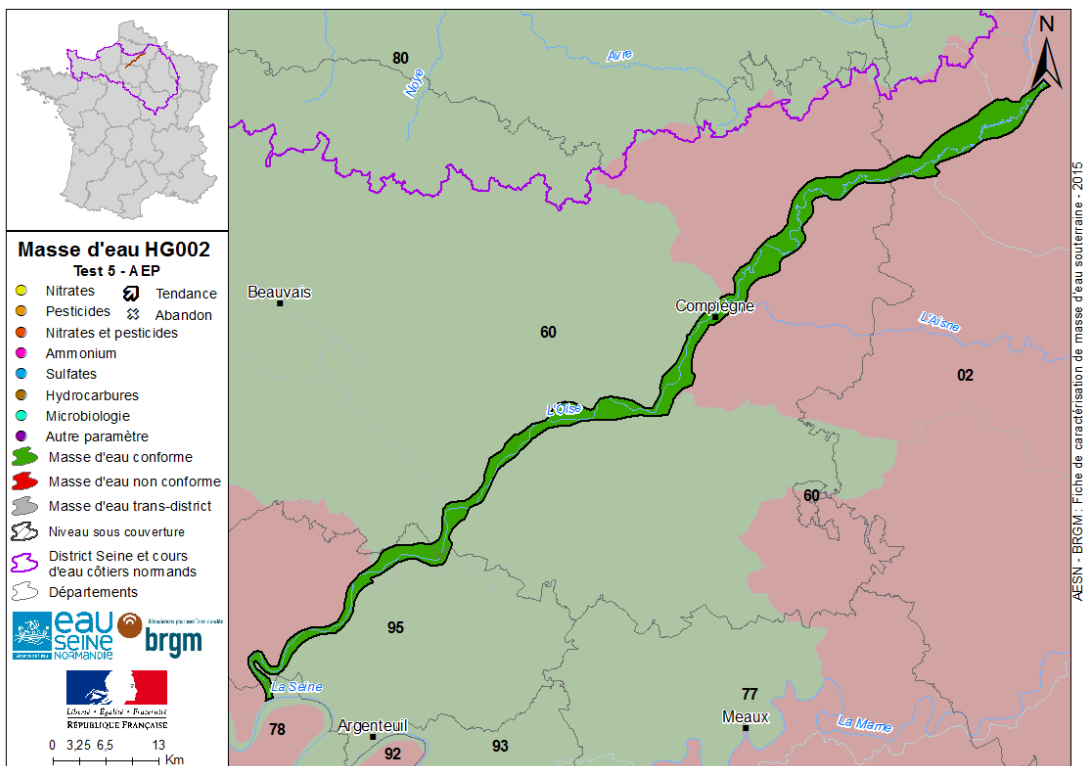 Masse d'eau HG002
Test 5 - AEP
Nitrates
Tendance
Pesticides
Abandon
Nitrates et pesticides
Ammonium
Sulfates
Hydrocarbures
Microbiologie
Autre paramètre
Masse d'eau conforme
Masse d'eau non conforme
Masse d'eau trans-district
Niveau sous couverture
District Seine et cours
d'eau côtiers normands
Départements
eau
SEINE
NORMANDIE
brgm
Liberté • Égalité • Fraternité
RÉPUBLIQUE FRANÇAISE
0 3,25 6,5 13
Km
N
80
Noye
Avre
Beauvais
Compiègne
60
L'Aisne
02
L'Oise
60
95
La Seine
77
78
Argenteuil
Meaux
La Marne
93
92
AESN - BRGM : Fiche de caractérisation de masse d'eau souterraine - 2015